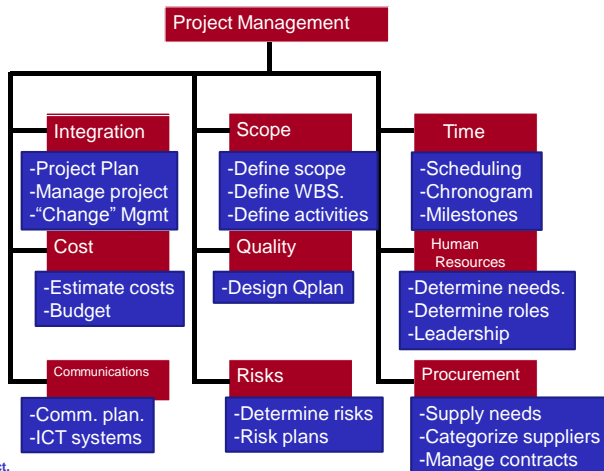 Project Management
Integration
-Project Plan
-Manage project
-“Change” Mgmt
Scope
-Define scope
-Define WBS.
-Define activities
Time
-Scheduling
-Chronogram
-Milestones
Cost
-Estimate costs
-Budget
Quality
-Design Qplan
Human
Resources
-Determine needs.
-Determine roles
-Leadership
Communications
-Comm. plan.
-ICT systems
Risks
-Determine risks
-Risk plans
Procurement
-Supply needs
-Categorize suppliers
-Manage contracts
ct.